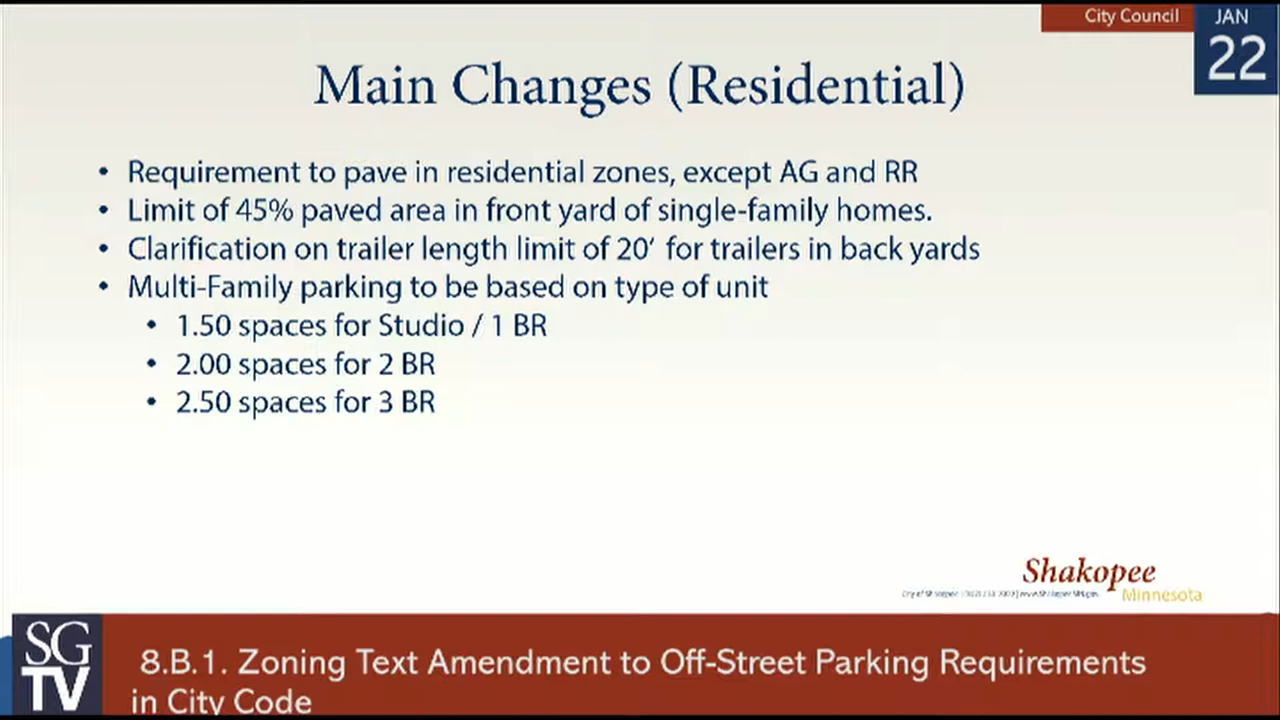 City Council
JAN
22
Main Changes (Residential)
• Requirement to pave in residential zones, except AG and RR
• Limit of 45% paved area in front yard of single-family homes.
• Clarification on trailer length limit of 20' for trailers in back yards
• Multi-Family parking to be based on type of unit
• 1.50 spaces for Studio / 1 BR
• 2.00 spaces for 2 BR
• 2.50 spaces for 3 BR
Shakopee
Minnesota
City of Shakopee
SG
TV
8.B.1. Zoning Text Amendment to Off-Street Parking Requirements
in City Code